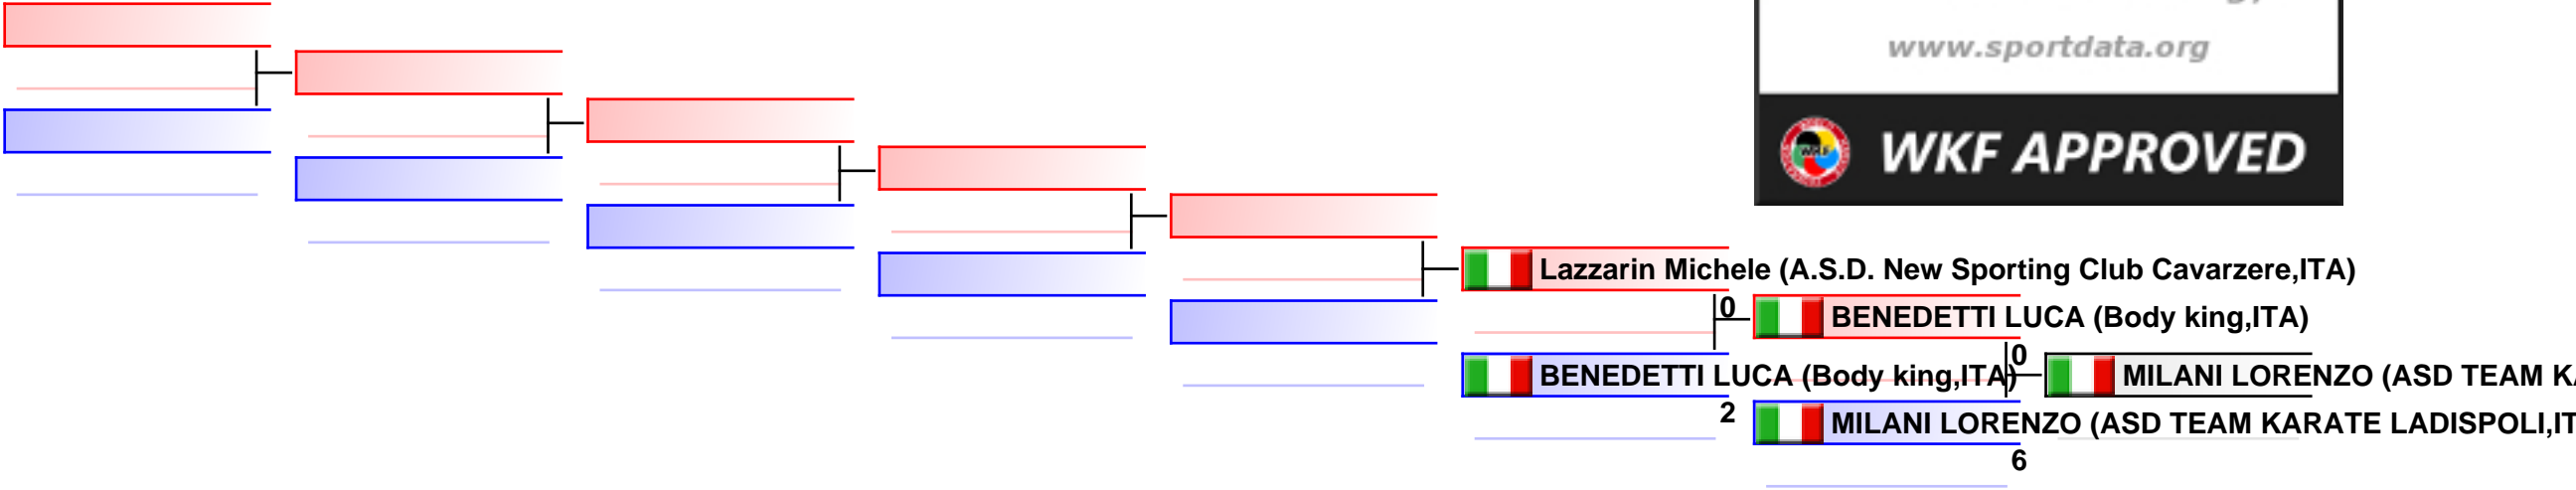 www.sportdata.org
WKF APPROVED
Lazzarin Michele (A.S.D. New Sporting Club Cavarzere,ITA)
0
BENEDETTI LUCA (Body king,ITA)
0
BENEDETTI LUCA (Body king,ITA)
MILANI LORENZO (ASD TEAM
2
MILANI LORENZO (ASD TEAM KARATE LADISPOLI,IT
6